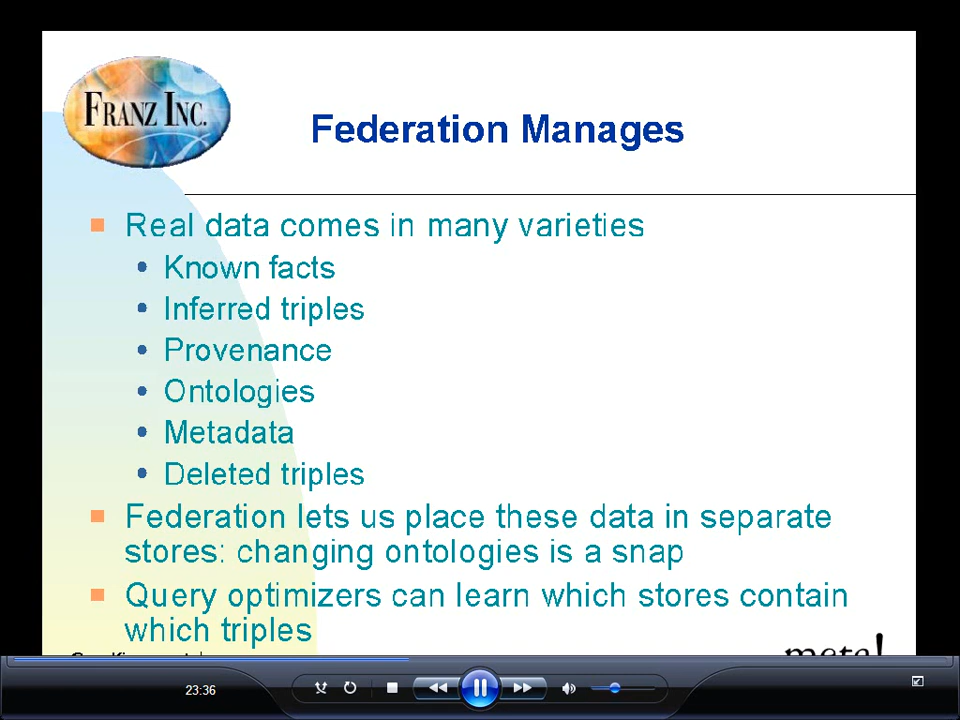 FRANZ INC.
Federation Manages
Real data comes in many varieties
Known facts
Inferred triples
Provenance
Ontologies
Metadata
Deleted triples
Federation lets us place these data in separate
stores: changing ontologies is a snap
Query optimizers can learn which stores contain
which triples
meta!
23:36